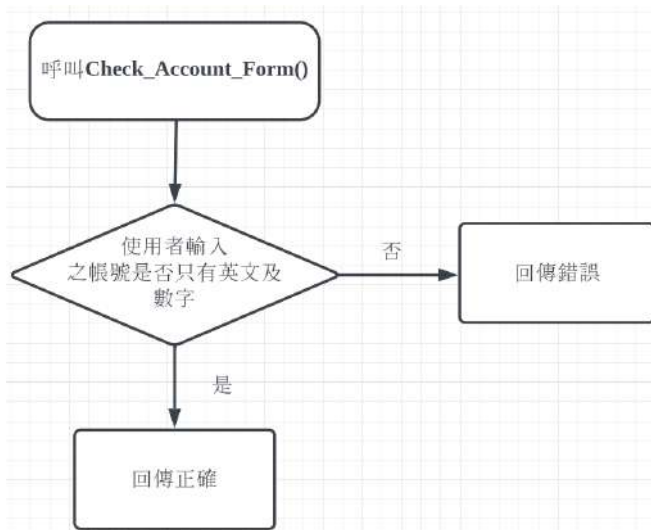 呼叫Check_Account_Form()
使用者輸入
之帳號是否只有英文及
數字
否
回傳錯誤
是
回傳正確